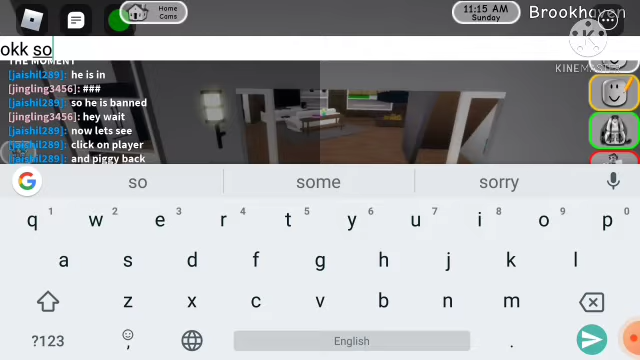 Home
Cams
11:15 AM
Sunday
Brookhaven
okk so
KINEMASTER
THE MOMENT
[jaishil289]: he is in
[jingling3456]: ###
[jaishil289]: so he is banned
[jingling3456]: hey wait
[jaishil289]: now lets see
[jaishil289]: click on player
[jaishil289]: and piggy back
so some sorry
q 1 w 2 e 3 r 4 t 5 y 6 u 7 i 8 o 9 p 0
a s d f g h j k l
z x c v b n m
?123 , English .